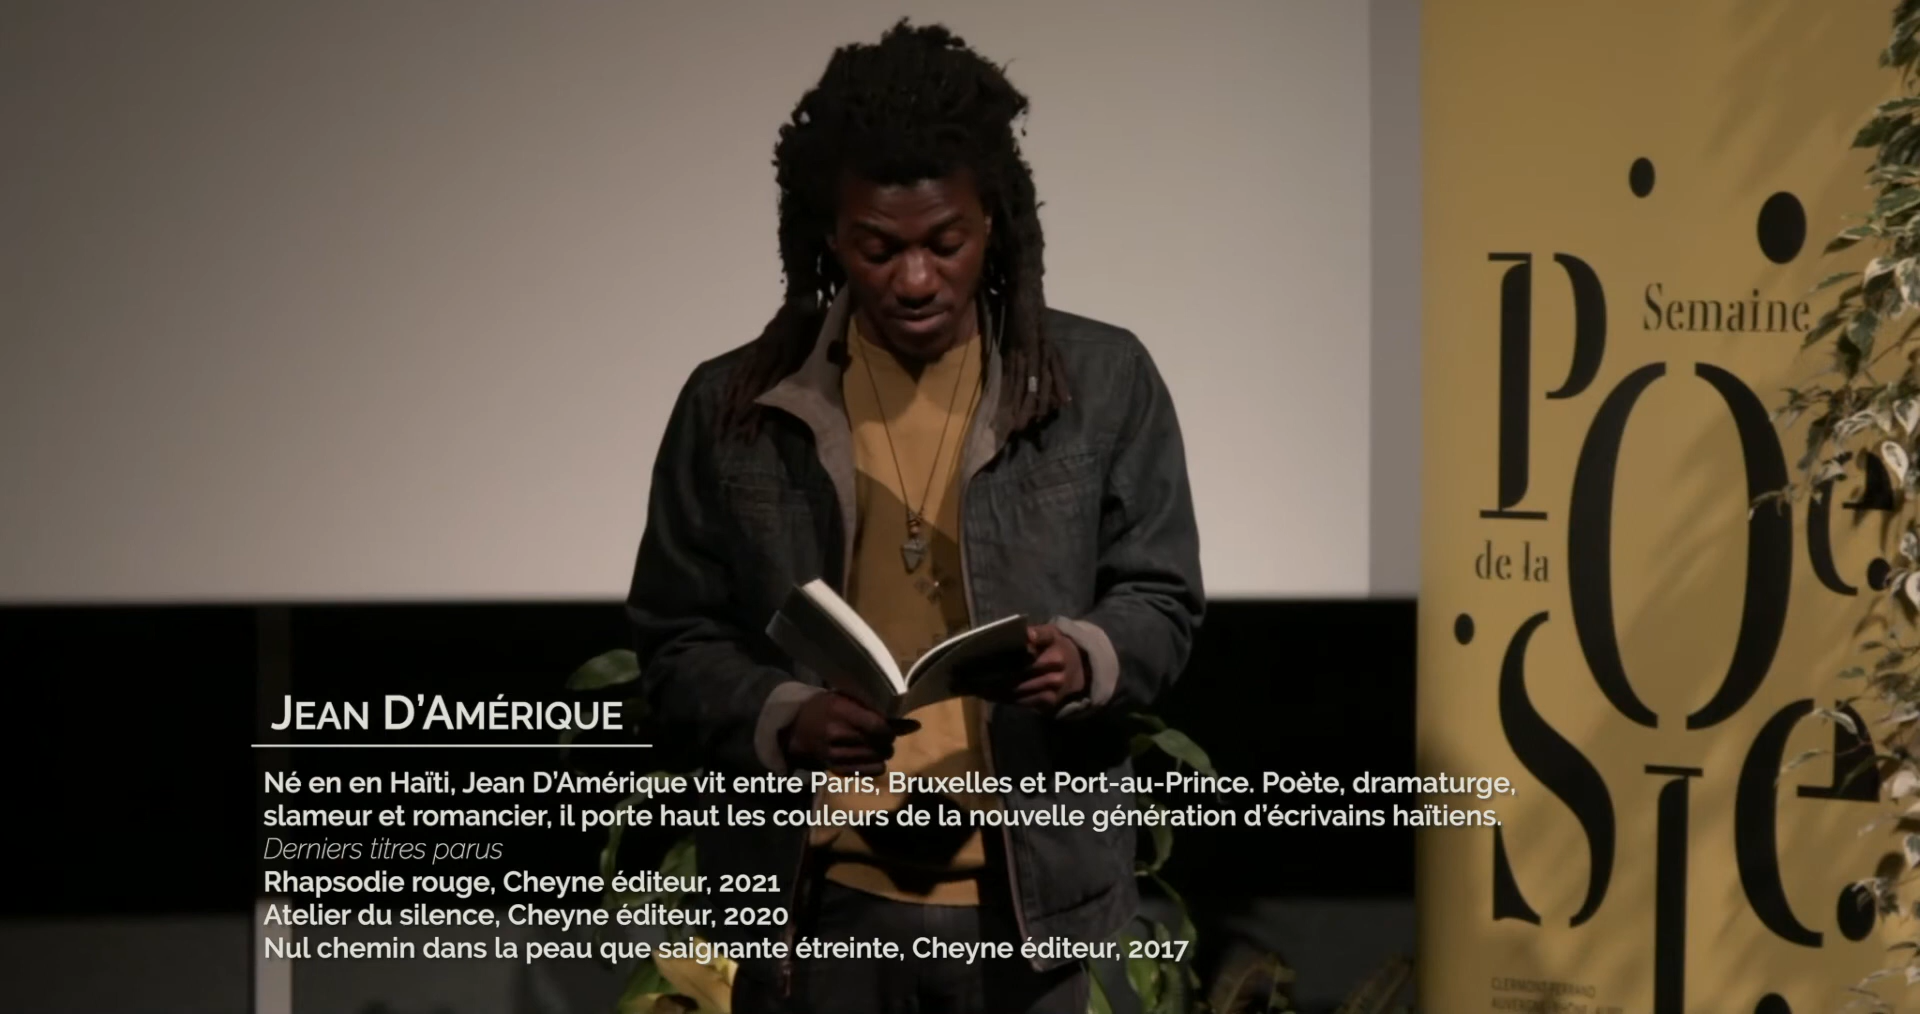 JEAN D'AMÉRIQUE
Né en en Haïti, Jean D'Amérique vit entre Paris, Bruxelles et Port-au-Prince. Poète, dramaturge,
slameur et romancier, il porte haut les couleurs de la nouvelle génération d'écrivains haïtiens.
Derniers titres parus
Rhapsodie rouge, Cheyne éditeur, 2021
Atelier du silence, Cheyne éditeur, 2020
Nul chemin dans la peau que saignante étreinte, Cheyne éditeur, 2017
Semaine
de la
POeSIe
CLERMONT-FERRAND